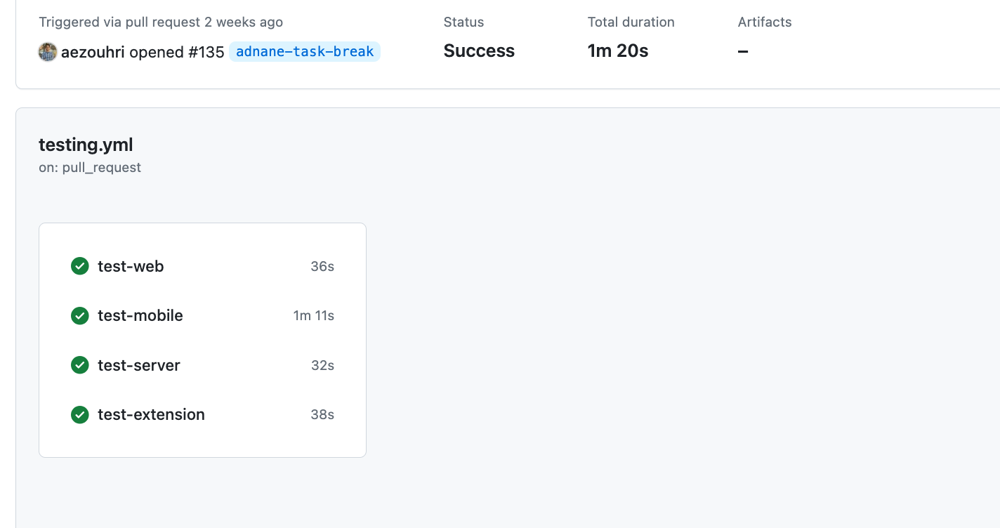 Triggered via pull request 2 weeks ago
aezouhri opened #135 adnane-task-break
Status
Success
Total duration
1m 20s
Artifacts
–
testing.yml
on: pull_request
test-web 36s
test-mobile 1m 11s
test-server 32s
test-extension 38s